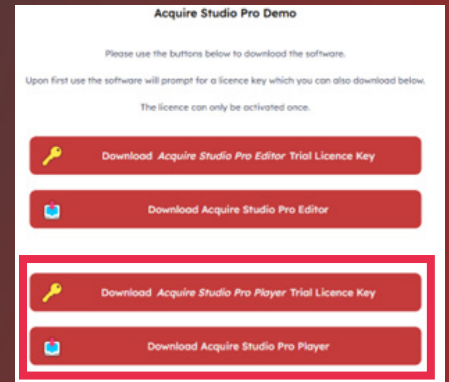 Acquire Studio Pro Demo
Please use the buttons below to download the software.
Upon first use the software will prompt for a licence key which you can also download below.
The licence can only be activated once.
Download Acquire Studio Pro Editor Trial Licence Key
Download Acquire Studio Pro Editor
Download Acquire Studio Pro Player Trial Licence Key
Download Acquire Studio Pro Player